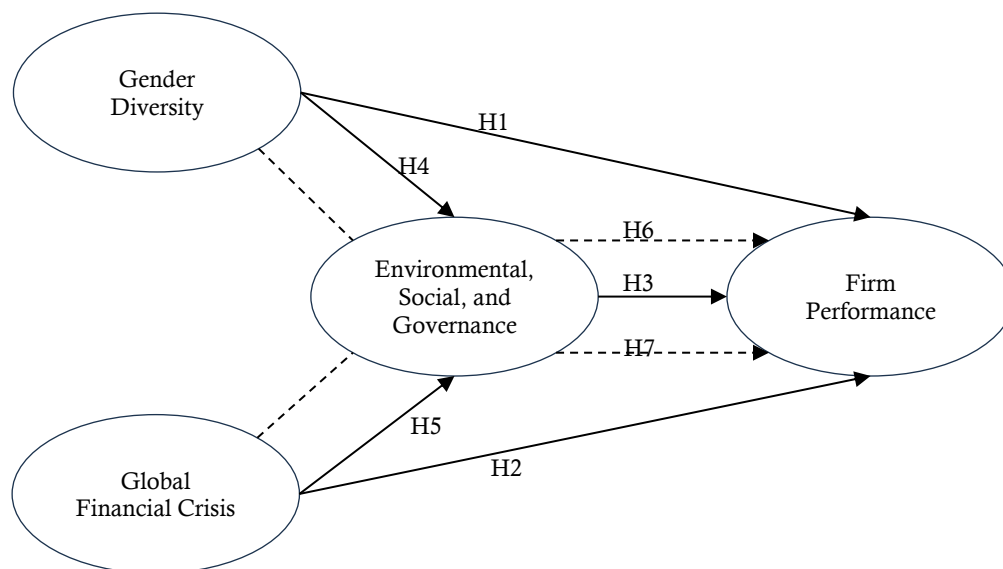 Gender
Diversity
H1
H4
H6
Environmental,
Social, and
Governance
H3
Firm
Performance
H7
H5
H2
Global
Financial Crisis